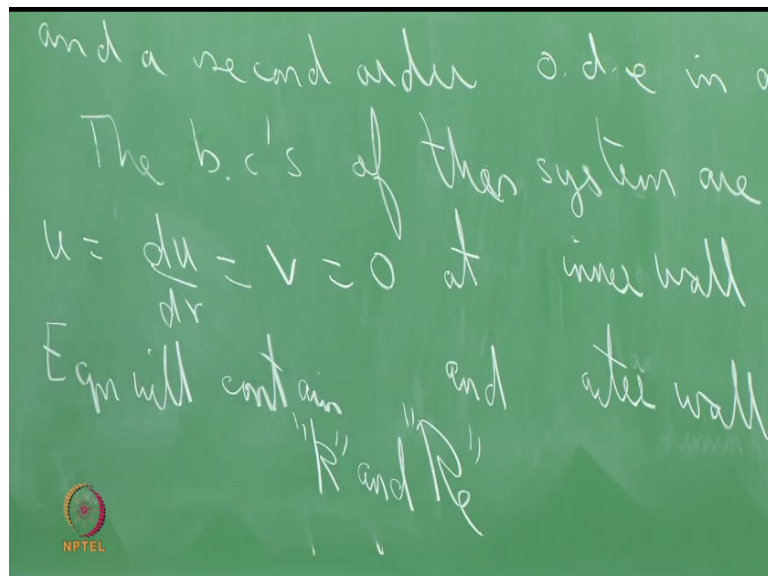 and a second order o.d.e in
The b.c's of then system are
u = du/dr = v = 0 at inner wall
Eqn will contain and outer wall
"k" and "Re"
NPTEL